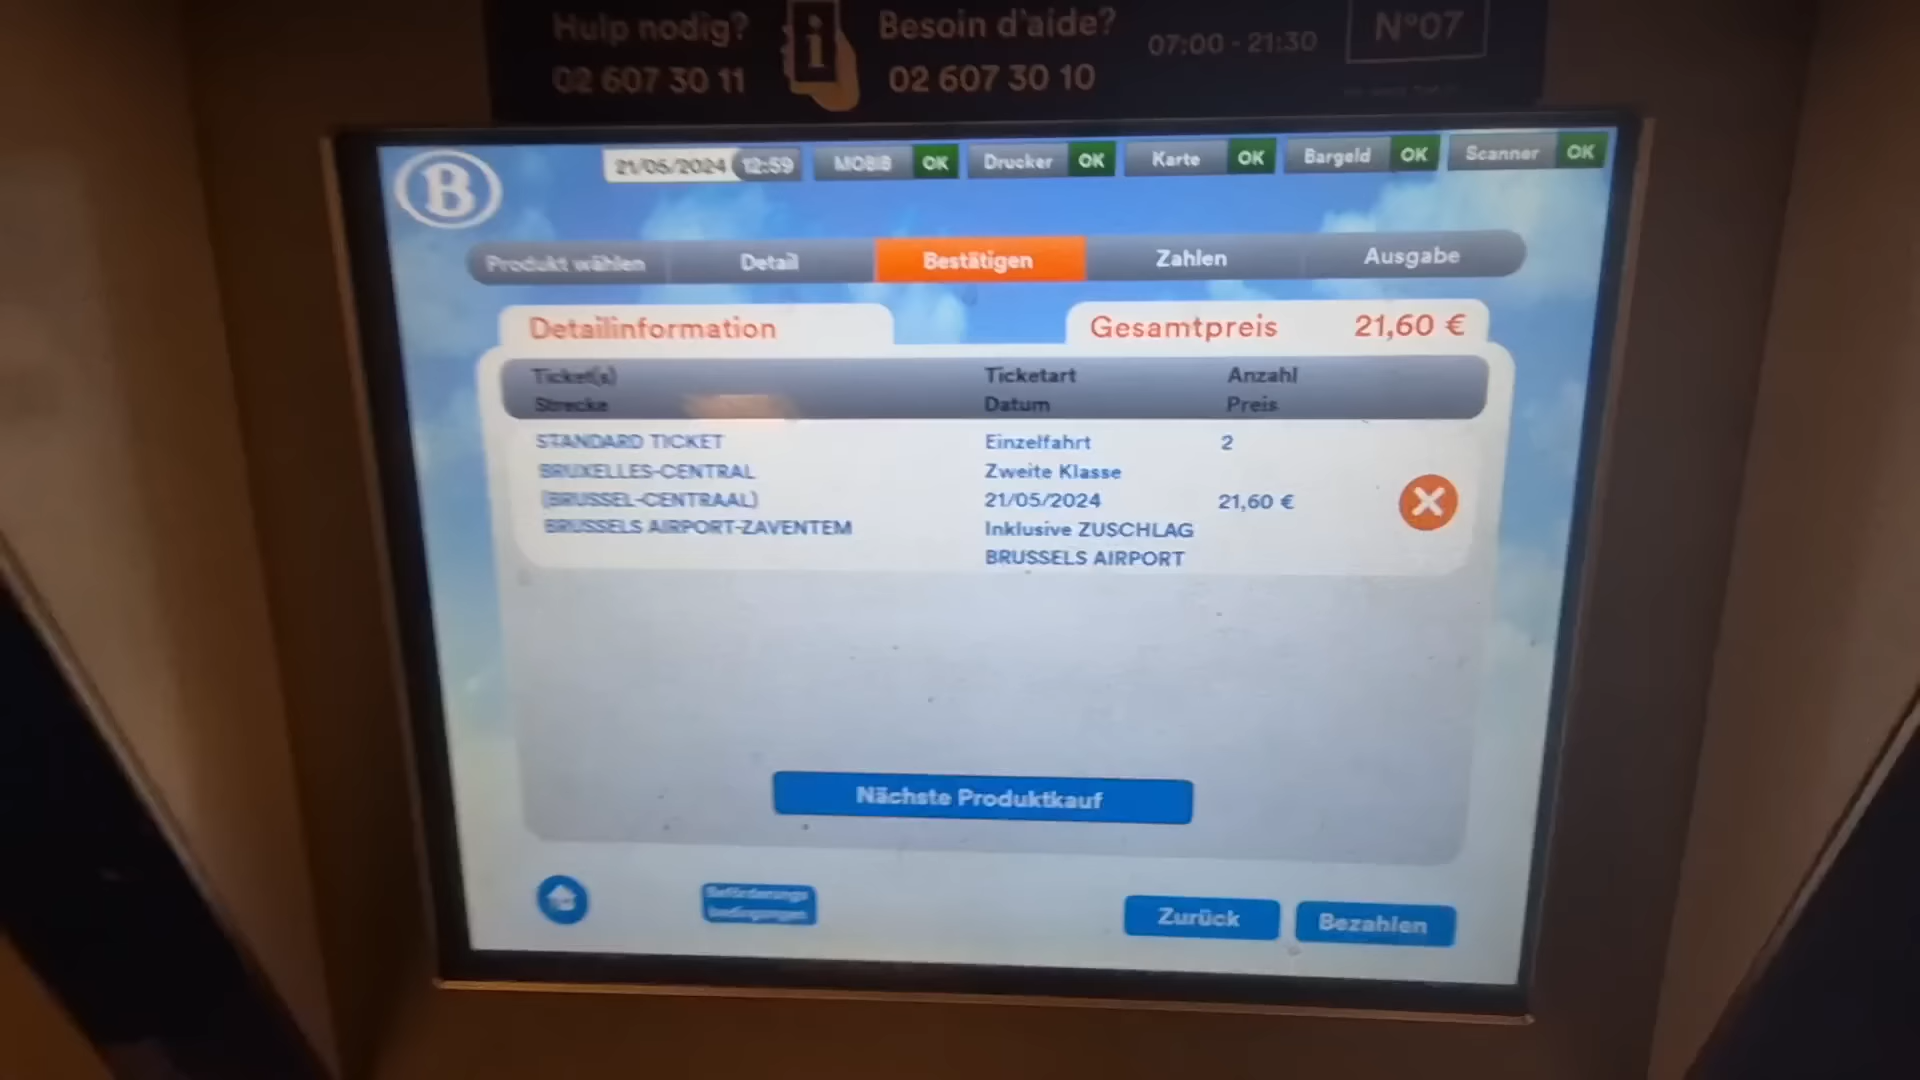 Hulp nodig?
02 607 30 11
i
Besoin d'aide?
02 607 30 10
07:00 - 21:30
N°07
B
21/05/2024 12:59
MOBIB OK
Drucker OK
Karte OK
Bargeld OK
Scanner OK
Produkt wählen
Detail
Bestätigen
Zahlen
Ausgabe
Detailinformation
Gesamtpreis 21,60 €
Ticket(s) Ticketart Anzahl
Strecke Datum Preis
STANDARD TICKET Einzelfahrt 2
BRUXELLES-CENTRAL Zweite Klasse
(BRUSSEL-CENTRAAL) 21/05/2024 21,60 €
BRUSSELS AIRPORT-ZAVENTEM Inklusive ZUSCHLAG
BRUSSELS AIRPORT
Nächste Produktkauf
Beförderungs
bedingungen
Zurück
Bezahlen